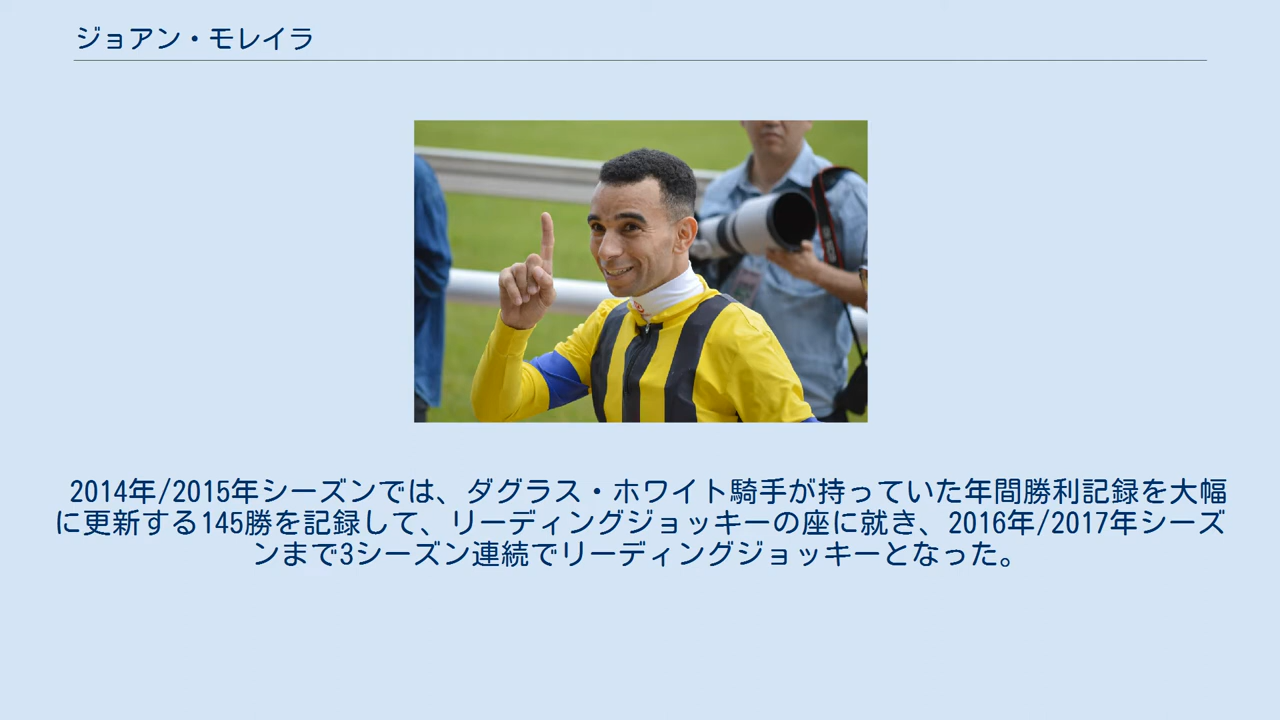 ジョアン・モレイラ
2014年/2015年シーズンでは、ダグラス・ホワイト騎手が持っていた年間勝利記録を大幅
に更新する145勝を記録して、リーディングジョッキーの座に就き、2016年/2017年シーズ
ンまで3シーズン連続でリーディングジョッキーとなった。